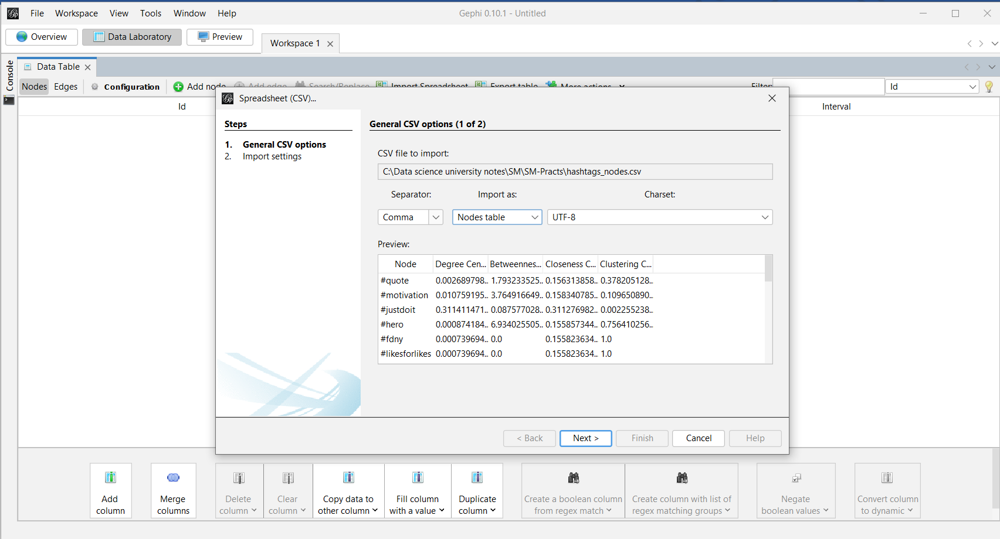 File Workspace View Tools Window Help
Gephi 0.10.1 - Untitled
Overview Data Laboratory Preview
Workspace 1
Console
Data Table
Nodes Edges Configuration Add node Add edge Search/Replace Import Spreadsheet Export table More actions Filter: Id
Id Interval
Spreadsheet (CSV)...
Steps
1. General CSV options
2. Import settings
General CSV options (1 of 2)
CSV file to import:
C:\Data science university notes\SM\SM-Practs\hashtags_nodes.csv
Separator: Import as: Charset:
Comma Nodes table UTF-8
Preview:
Node Degree Cen... Betweennes... Closeness C... Clustering C...
#quote 0.002689798... 1.793233525... 0.156313858... 0.378205128...
#motivation 0.010759195... 3.764916649... 0.158340785... 0.109650890...
#justdoit 0.311411471... 0.087577028... 0.311276982... 0.002255238...
#hero 0.000874184... 6.934025505... 0.155857344... 0.756410256...
#fdny 0.000739694... 0.0 0.155823634... 1.0
#likesforlikes 0.000739694... 0.0 0.155823634... 1.0
< Back Next > Finish Cancel Help
Add column
Merge columns
Delete column
Clear column
Copy data to other column
Fill column with a value
Duplicate column
Create a boolean column from regex match
Create column with list of regex matching groups
Negate boolean values
Convert column to dynamic